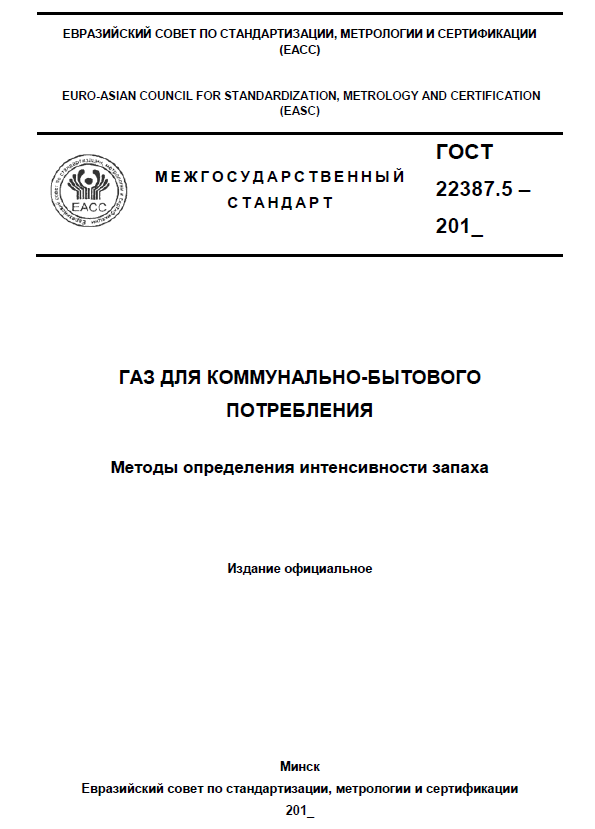 ЕВРАЗИЙСКИЙ СОВЕТ ПО СТАНДАРТИЗАЦИИ, МЕТРОЛОГИИ И СЕРТИФИКАЦИИ
(ЕАСС)
EURO-ASIAN COUNCIL FOR STANDARDIZATION, METROLOGY AND CERTIFICATION
(EASC)
ЕАСС
МЕЖГОСУДАРСТВЕННЫЙ
СТАНДАРТ
ГОСТ
22387.5 –
201_
ГАЗ ДЛЯ КОММУНАЛЬНО-БЫТОВОГО
ПОТРЕБЛЕНИЯ
Методы определения интенсивности запаха
Издание официальное
Минск
Евразийский совет по стандартизации, метрологии и сертификации
201_